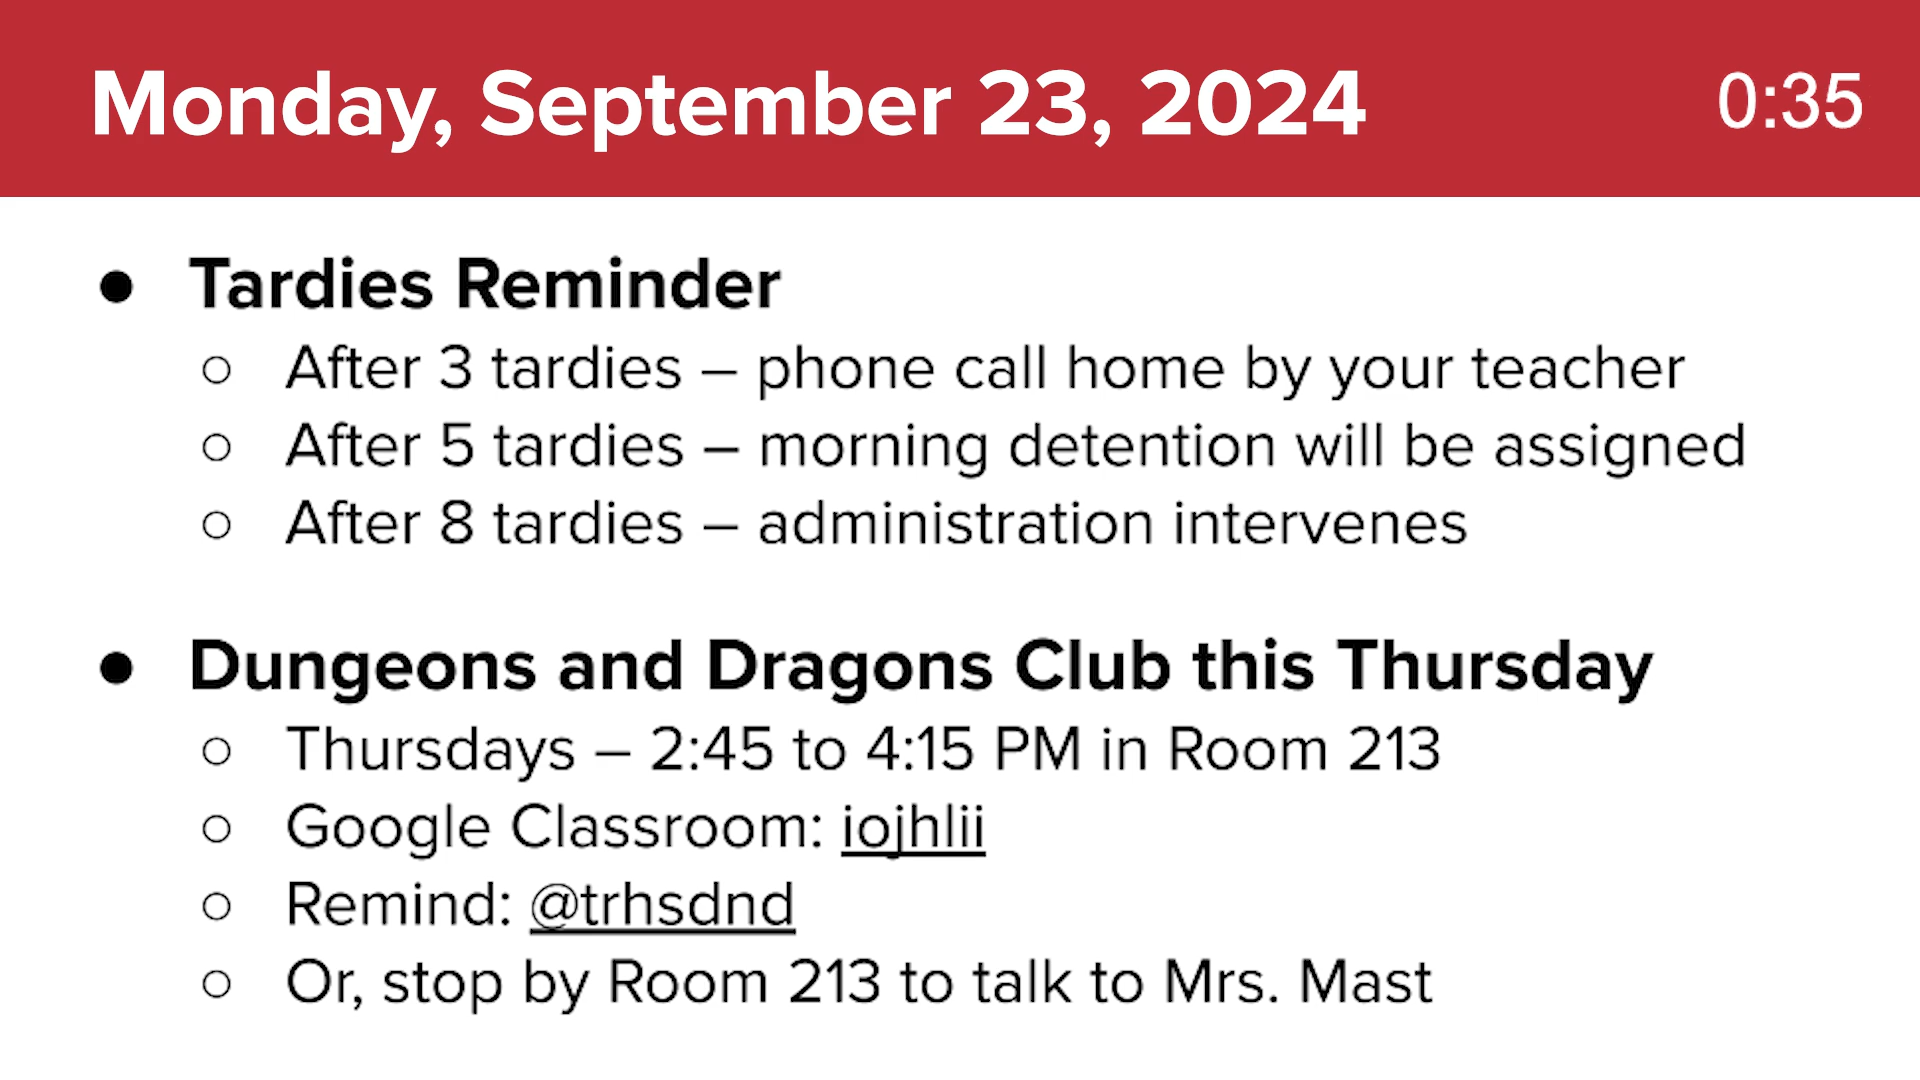 Monday, September 23, 2024
0:35
● Tardies Reminder
○ After 3 tardies – phone call home by your teacher
○ After 5 tardies – morning detention will be assigned
○ After 8 tardies – administration intervenes
● Dungeons and Dragons Club this Thursday
○ Thursdays – 2:45 to 4:15 PM in Room 213
○ Google Classroom: iojhlii
○ Remind: @trhsdnd
○ Or, stop by Room 213 to talk to Mrs. Mast